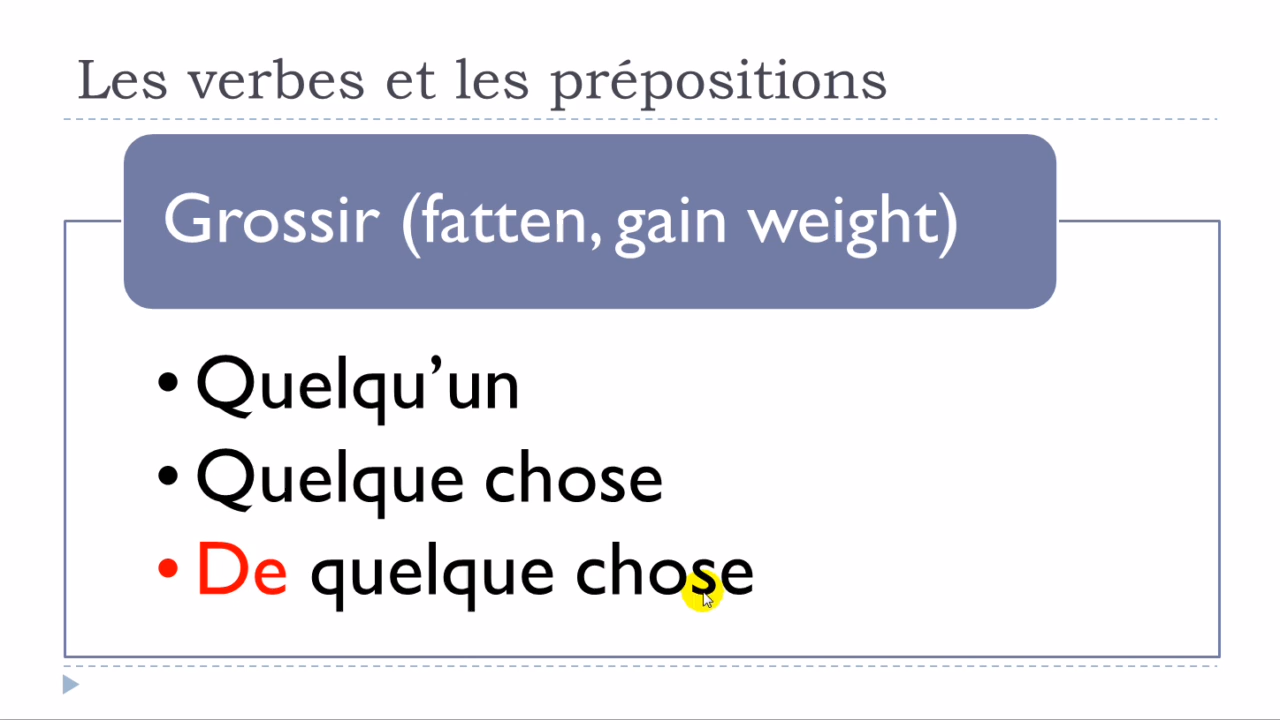 Les verbes et les prépositions
Grossir (fatten, gain weight)
• Quelqu’un
• Quelque chose
• De quelque chose